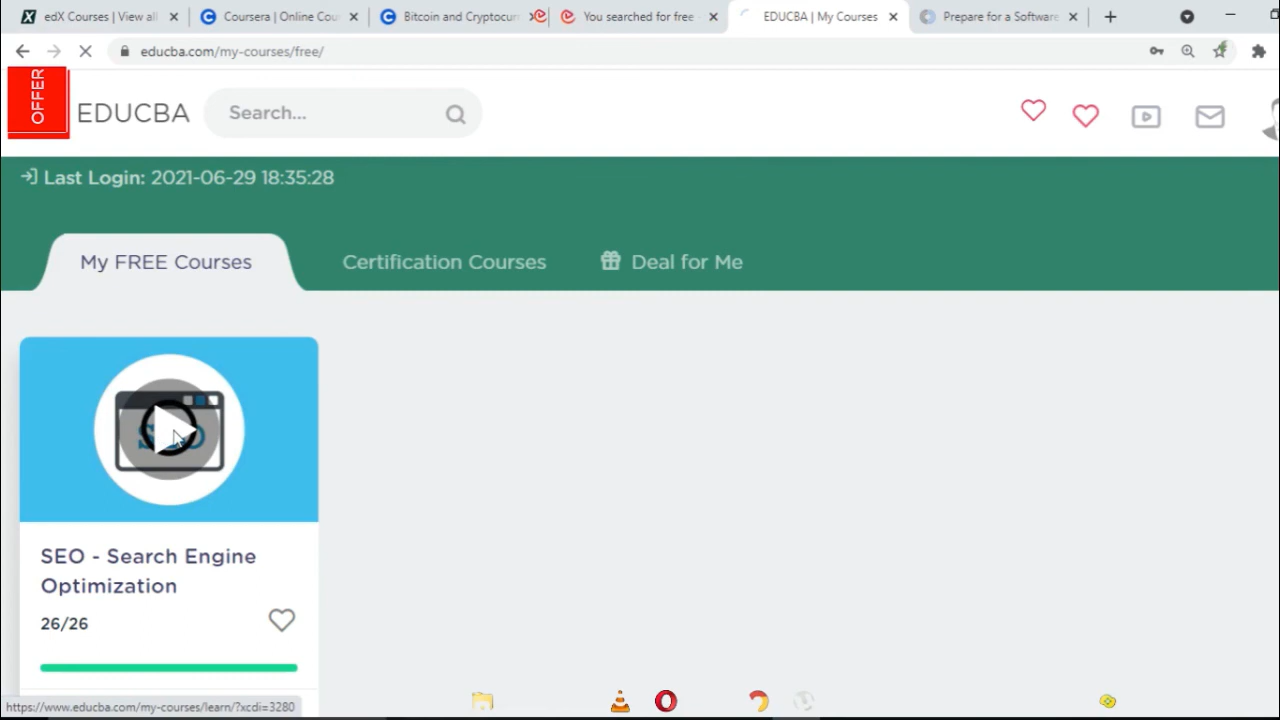 edX Courses | View all
Coursera | Online Cou
Bitcoin and Cryptocur
You searched for free
EDUCBA | My Courses
Prepare for a Software
educba.com/my-courses/free/
OFFER
EDUCBA
Search...
Last Login: 2021-06-29 18:35:28
My FREE Courses
Certification Courses
Deal for Me
SEO
SEO - Search Engine
Optimization
26/26
https://www.educba.com/my-courses/learn/?xcdi=3280